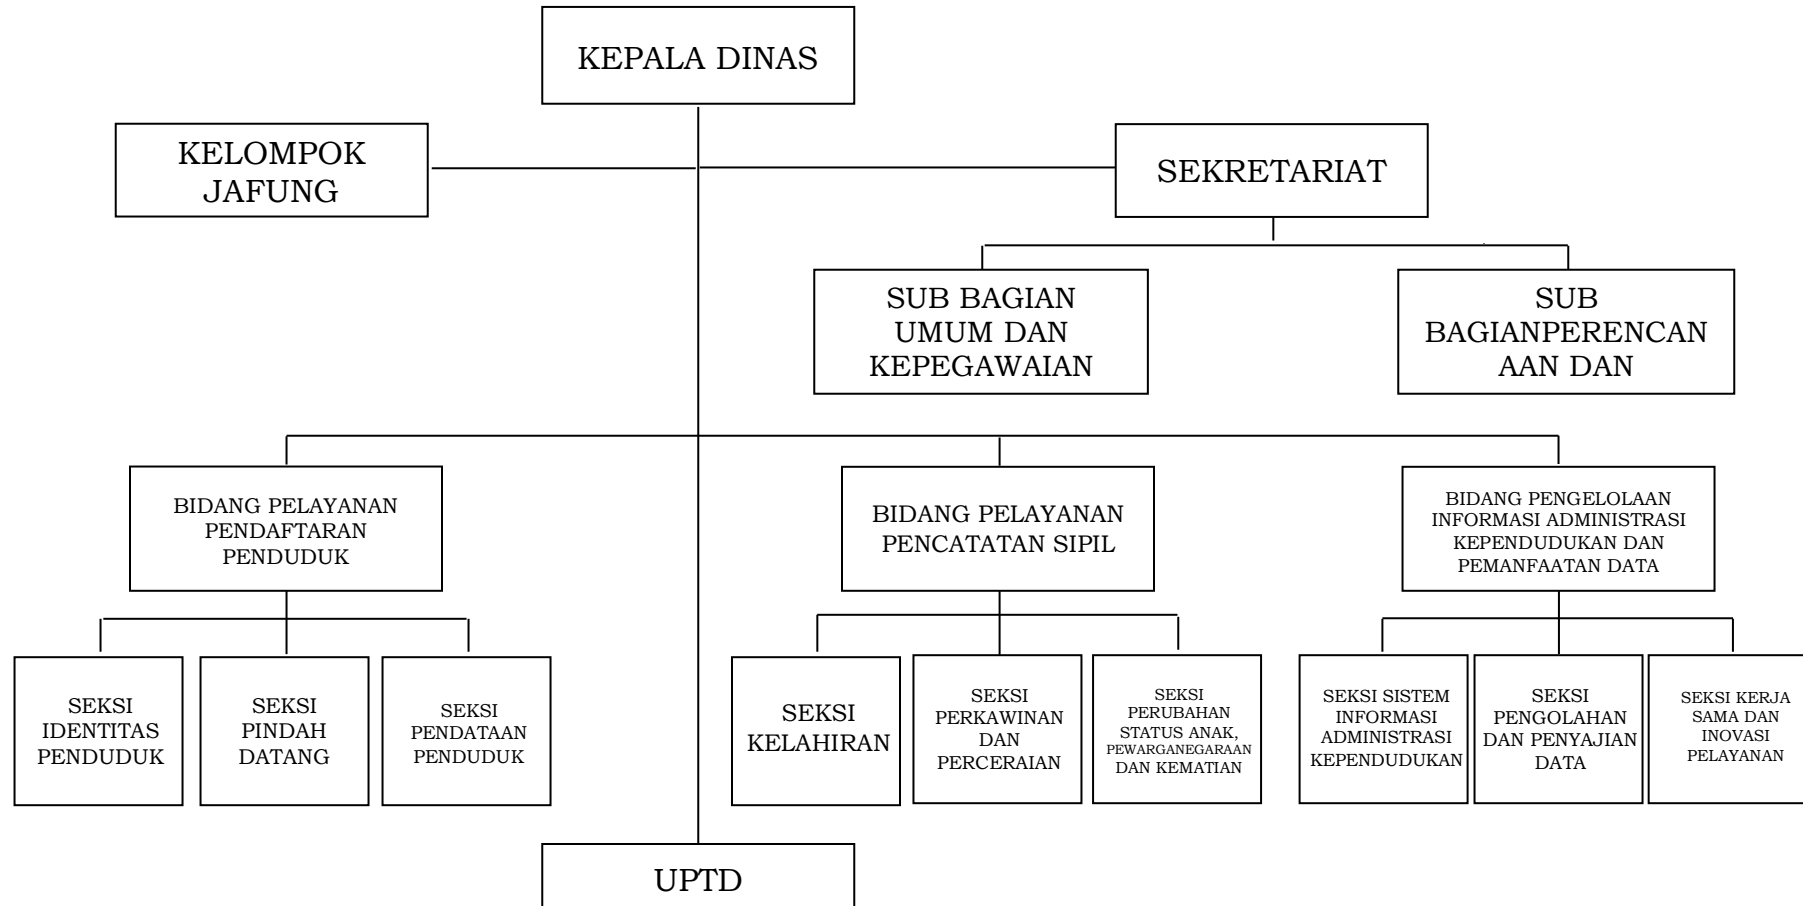 KEPALA DINAS
KELOMPOK
JAFUNG
SEKRETARIAT
SUB BAGIAN
UMUM DAN
KEPEGAWAIAN
SUB
BAGIANPERENCAN
AAN DAN
BIDANG PELAYANAN
PENDAFTARAN
PENDUDUK
BIDANG PELAYANAN
PENCATATAN SIPIL
BIDANG PENGELOLAAN
INFORMASI ADMINISTRASI
KEPENDUDUKAN DAN
PEMANFAATAN DATA
SEKSI
IDENTITAS
PENDUDUK
SEKSI
PINDAH
DATANG
SEKSI
PENDATAAN
PENDUDUK
SEKSI
KELAHIRAN
SEKSI
PERKAWINAN
DAN
PERCERAIAN
SEKSI
PERUBAHAN
STATUS ANAK,
PEWARGANEGARAAN
DAN KEMATIAN
SEKSI SISTEM
INFORMASI
ADMINISTRASI
KEPENDUDUKAN
SEKSI
PENGOLAHAN
DAN PENYAJIAN
DATA
SEKSI KERJA
SAMA DAN
INOVASI
PELAYANAN
UPTD